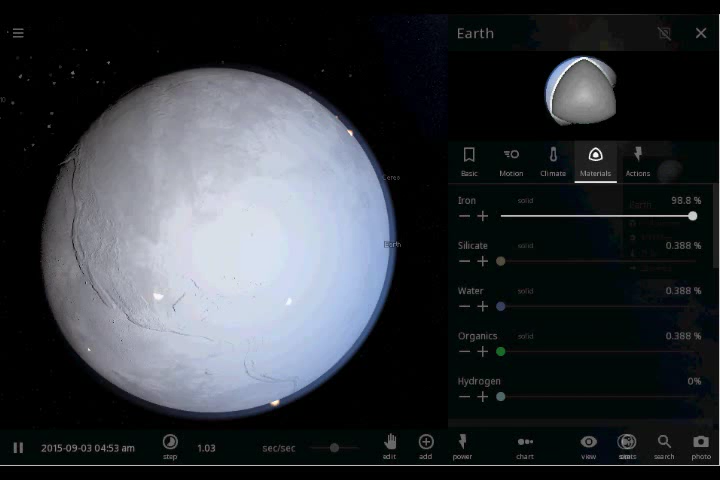 Earth
Ceres
Earth
Basic Motion Climate Materials Actions
Iron solid 98.8 %
Silicate solid 0.388 %
Water solid 0.388 %
Organics solid 0.388 %
Hydrogen 0%
2015-09-03 04:53 am step 1.03 sec/sec edit add power chart view search photo